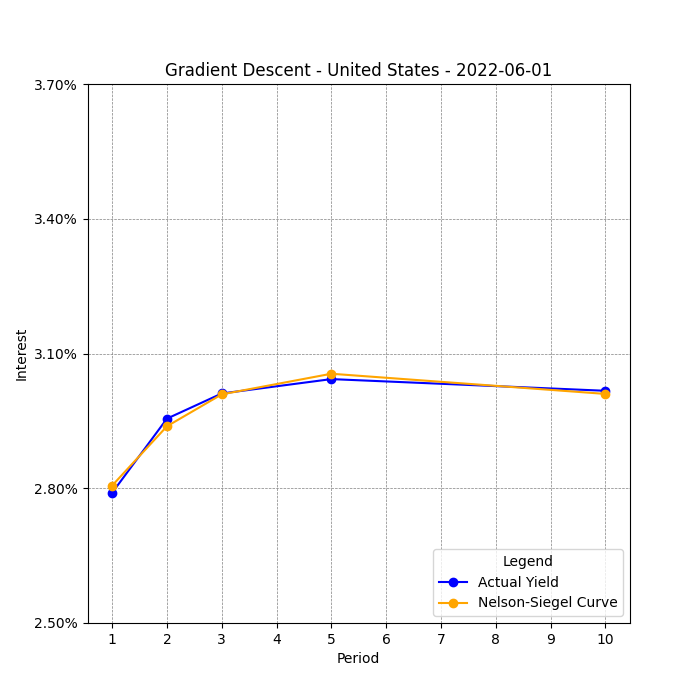 Gradient Descent - United States - 2022-06-01
3.70%
3.40%
3.10%
2.80%
2.50%
Interest
1 2 3 4 5 6 7 8 9 10
Period
Legend
Actual Yield
Nelson-Siegel Curve